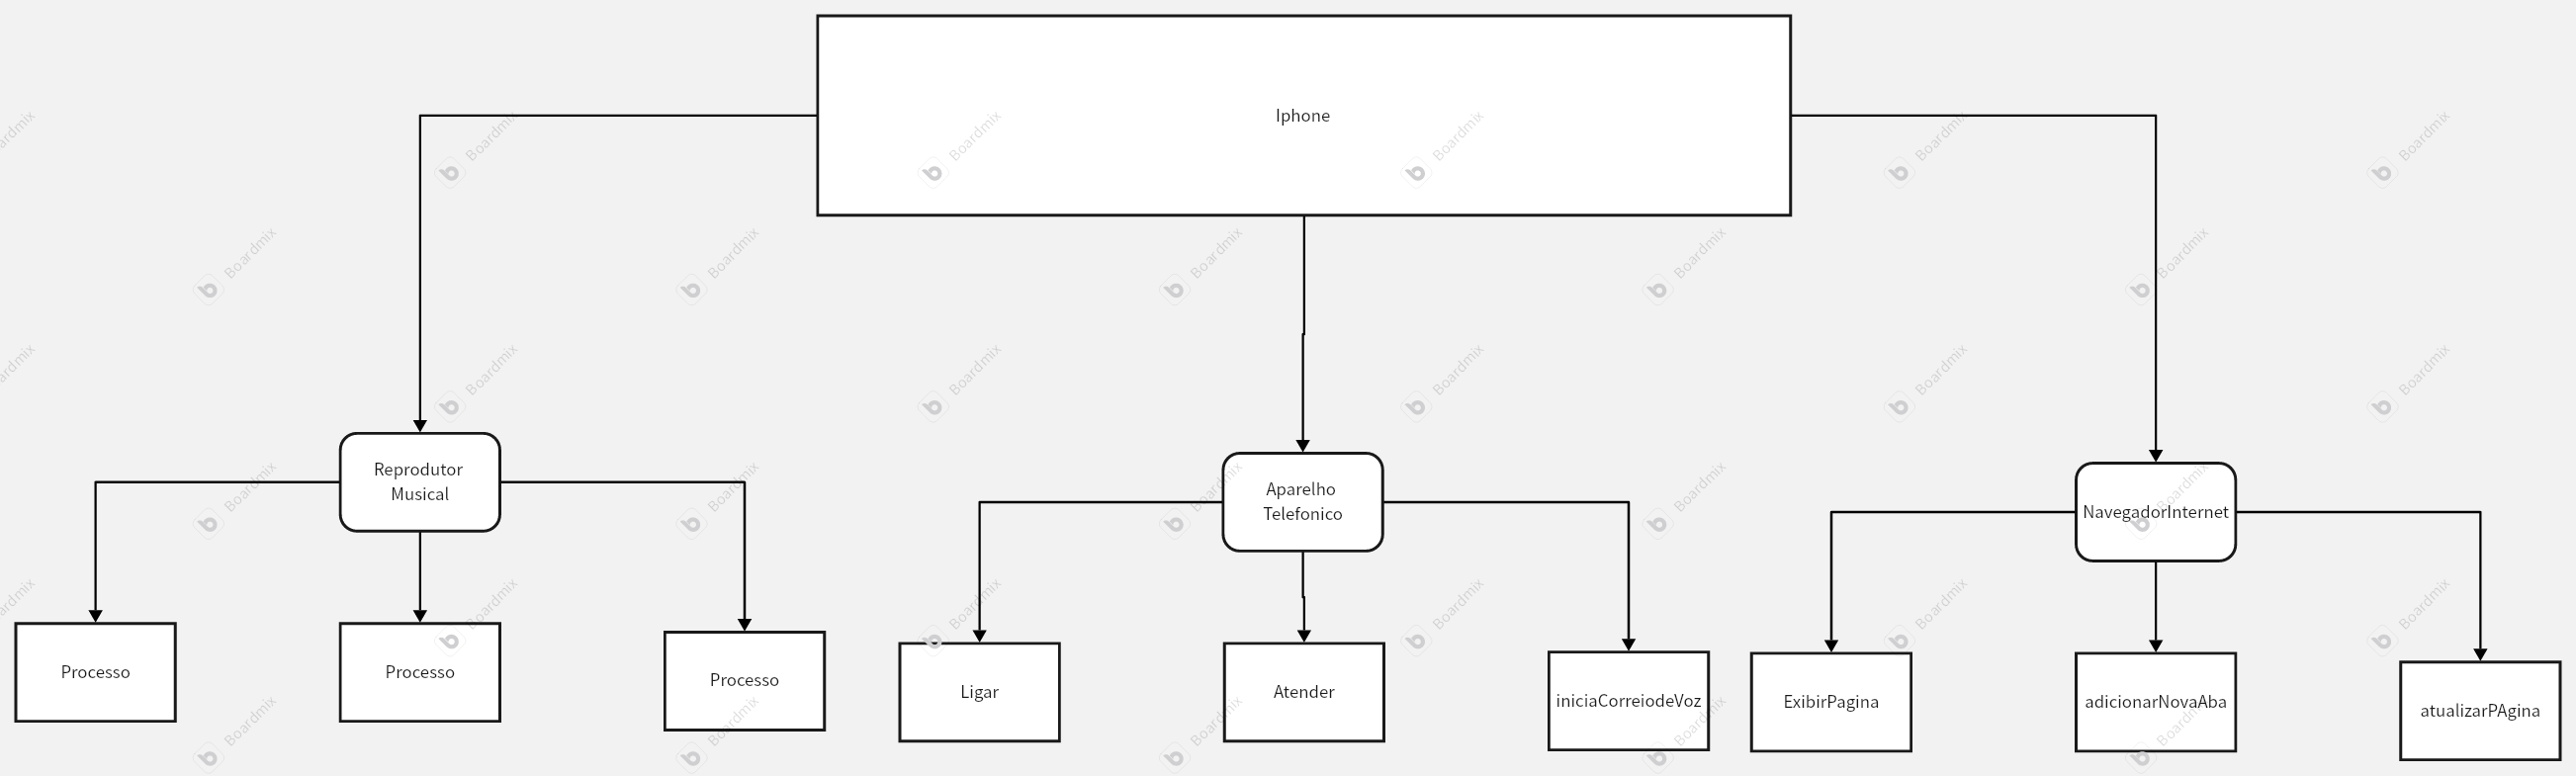 Iphone
Reprodutor
Musical
Aparelho
Telefonico
NavegadorInternet
Processo
Processo
Processo
Ligar
Atender
iniciaCorreiodeVoz
ExibirPagina
adicionarNovaAba
atualizarPAgina
Boardmix